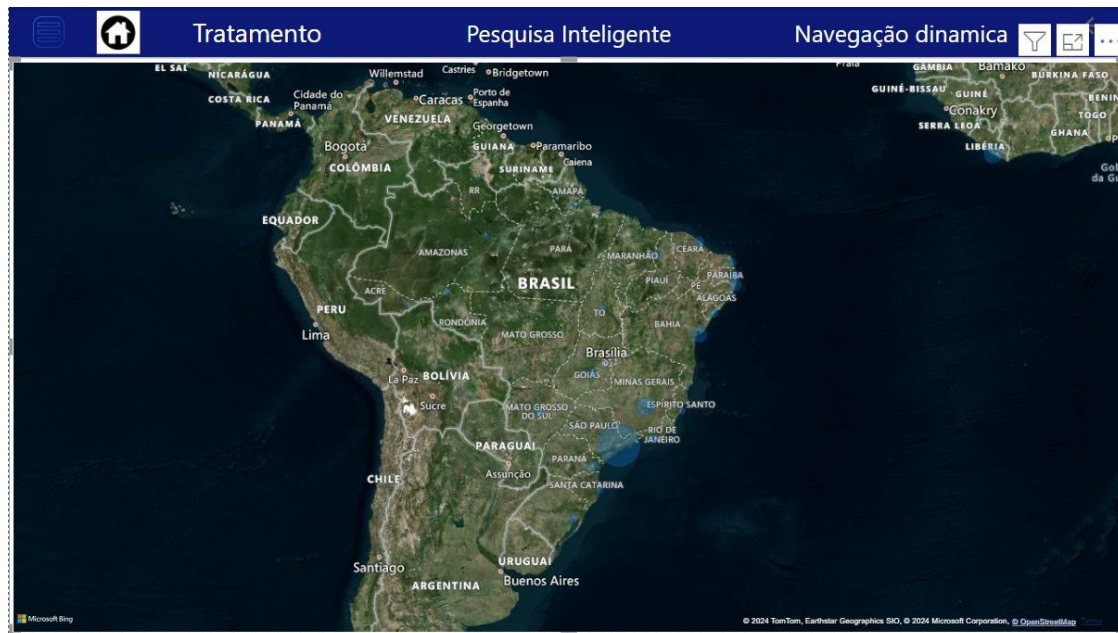 Tratamento
Pesquisa Inteligente
Navegação dinamica
EL SAL
NICARÁGUA
Willemstad
Castries
Bridgetown
Praia
GÂMBIA
Bamako
BURKINA FASO
COSTA RICA
Cidade do
Panamá
Caracas
Porto de
Espanha
GUINÉ-BISSAU
GUINÉ
BENIN
PANAMÁ
VENEZUELA
Conakry
TOGO
Georgetown
SERRA LEOA
GHANA
Bogotá
GUIANA
Paramaribo
LIBÉRIA
COLÔMBIA
SURINAME
Caiena
Gol
da Gu
RR
AMAPÁ
EQUADOR
AMAZONAS
PARÁ
MARANHÃO
CEARÁ
BRASIL
PIAUÍ
PARAÍBA
PE
ACRE
ALAGOAS
PERU
RONDÔNIA
TO
BAHIA
Lima
MATO GROSSO
Brasília
La Paz
BOLÍVIA
GOIÁS
MINAS GERAIS
Sucre
MATO GROSSO
DO SUL
ESPÍRITO SANTO
SÃO PAULO
RIO DE
JANEIRO
PARAGUAI
PARANÁ
Assunção
CHILE
SANTA CATARINA
URUGUAI
Santiago
ARGENTINA
Buenos Aires
Microsoft Bing
© 2024 TomTom, Earthstar Geographics SIO, © 2024 Microsoft Corporation, © OpenStreetMap Terms